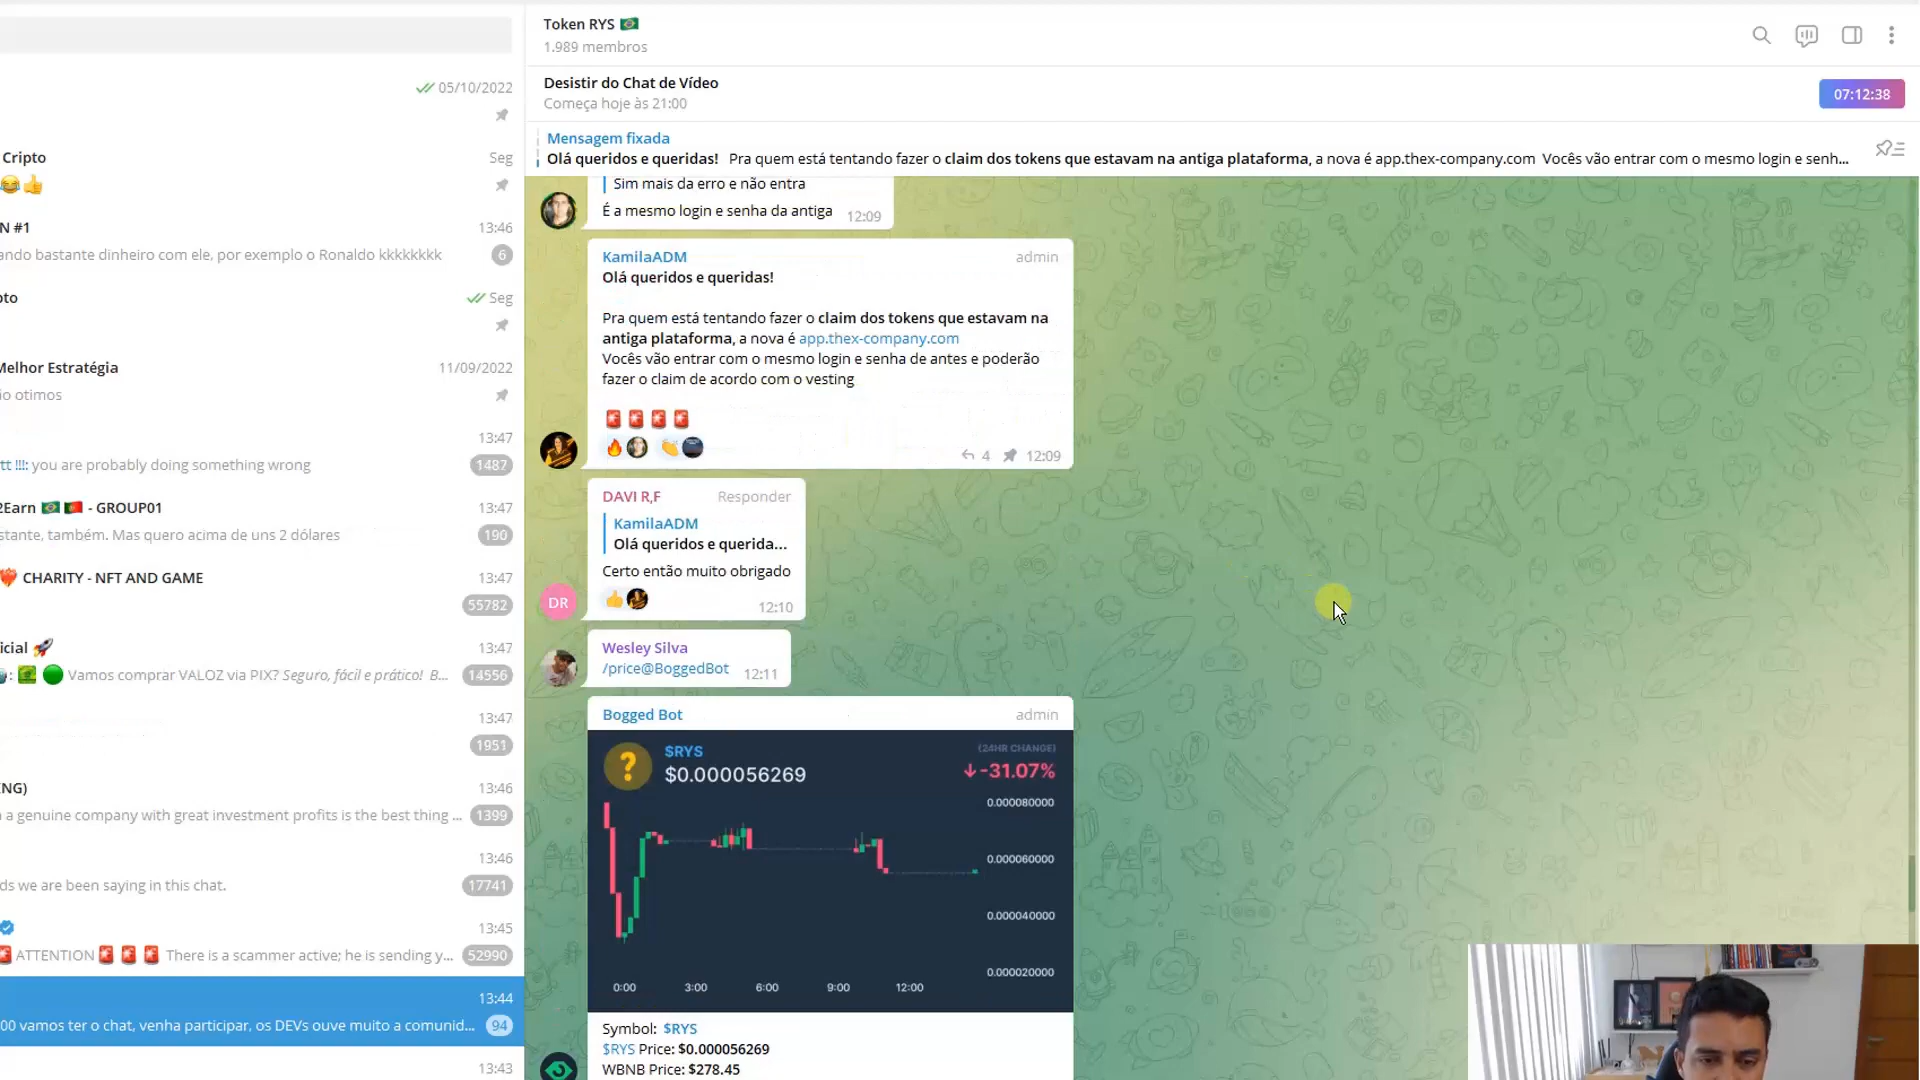 Token RYS 🇧🇷
1.989 membros
Desistir do Chat de Vídeo
Começa hoje às 21:00
07:12:38
Mensagem fixada
Olá queridos e queridas! Pra quem está tentando fazer o claim dos tokens que estavam na antiga plataforma, a nova é app.thex-company.com Vocês vão entrar com o mesmo login e senh...
05/10/2022
Cripto
Seg
😂👍
N #1
13:46
ando bastante dinheiro com ele, por exemplo o Ronaldo kkkkkkkk
6
pto
Seg
Melhor Estratégia
11/09/2022
ão otimos
13:47
tt !!!: you are probably doing something wrong
1487
2Earn 🇧🇷 🇵🇹 - GROUP01
13:47
stante, também. Mas quero acima de uns 2 dólares
190
❤️‍🔥 CHARITY - NFT AND GAME
13:47
55782
icial 🚀
13:47
: Vamos comprar VALOZ via PIX? Seguro, fácil e prático! B...
14556
13:47
1951
NG)
13:46
a a genuine company with great investment profits is the best thing ...
1399
13:46
ds we are been saying in this chat.
17741
13:45
🚨 ATTENTION 🚨 🚨 🚨 There is a scammer active; he is sending y...
52990
13:44
00 vamos ter o chat, venha participar, os DEVs ouve muito a comunid...
94
13:43
Sim mais da erro e não entra
É a mesmo login e senha da antiga
12:09
KamilaADM
admin
Olá queridos e queridas!
Pra quem está tentando fazer o claim dos tokens que estavam na
antiga plataforma, a nova é app.thex-company.com
Vocês vão entrar com o mesmo login e senha de antes e poderão
fazer o claim de acordo com o vesting
🚨 🚨 🚨 🚨
4
12:09
DAVI R,F
Responder
KamilaADM
Olá queridos e querida...
Certo então muito obrigado
12:10
DR
Wesley Silva
/price@BoggedBot
12:11
Bogged Bot
admin
?
$RYS
$0.000056269
(24HR CHANGE)
↓-31.07%
0.000080000
0.000060000
0.000040000
0.000020000
0:00 3:00 6:00 9:00 12:00
Symbol: $RYS
$RYS Price: $0.000056269
WBNB Price: $278.45